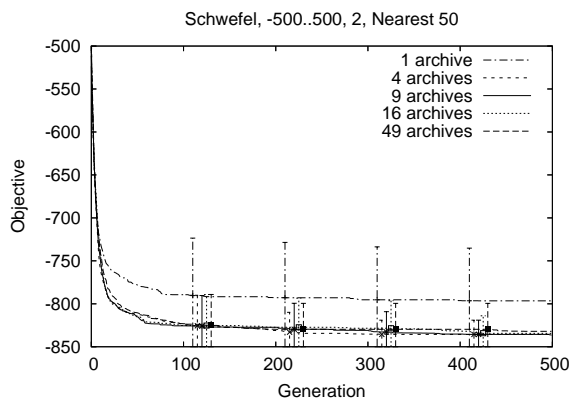 Schwefel, -500..500, 2, Nearest 50
-500
-550
-600
-650
-700
-750
-800
-850
Objective
1 archive
4 archives
9 archives
16 archives
49 archives
0
100
200
300
400
500
Generation